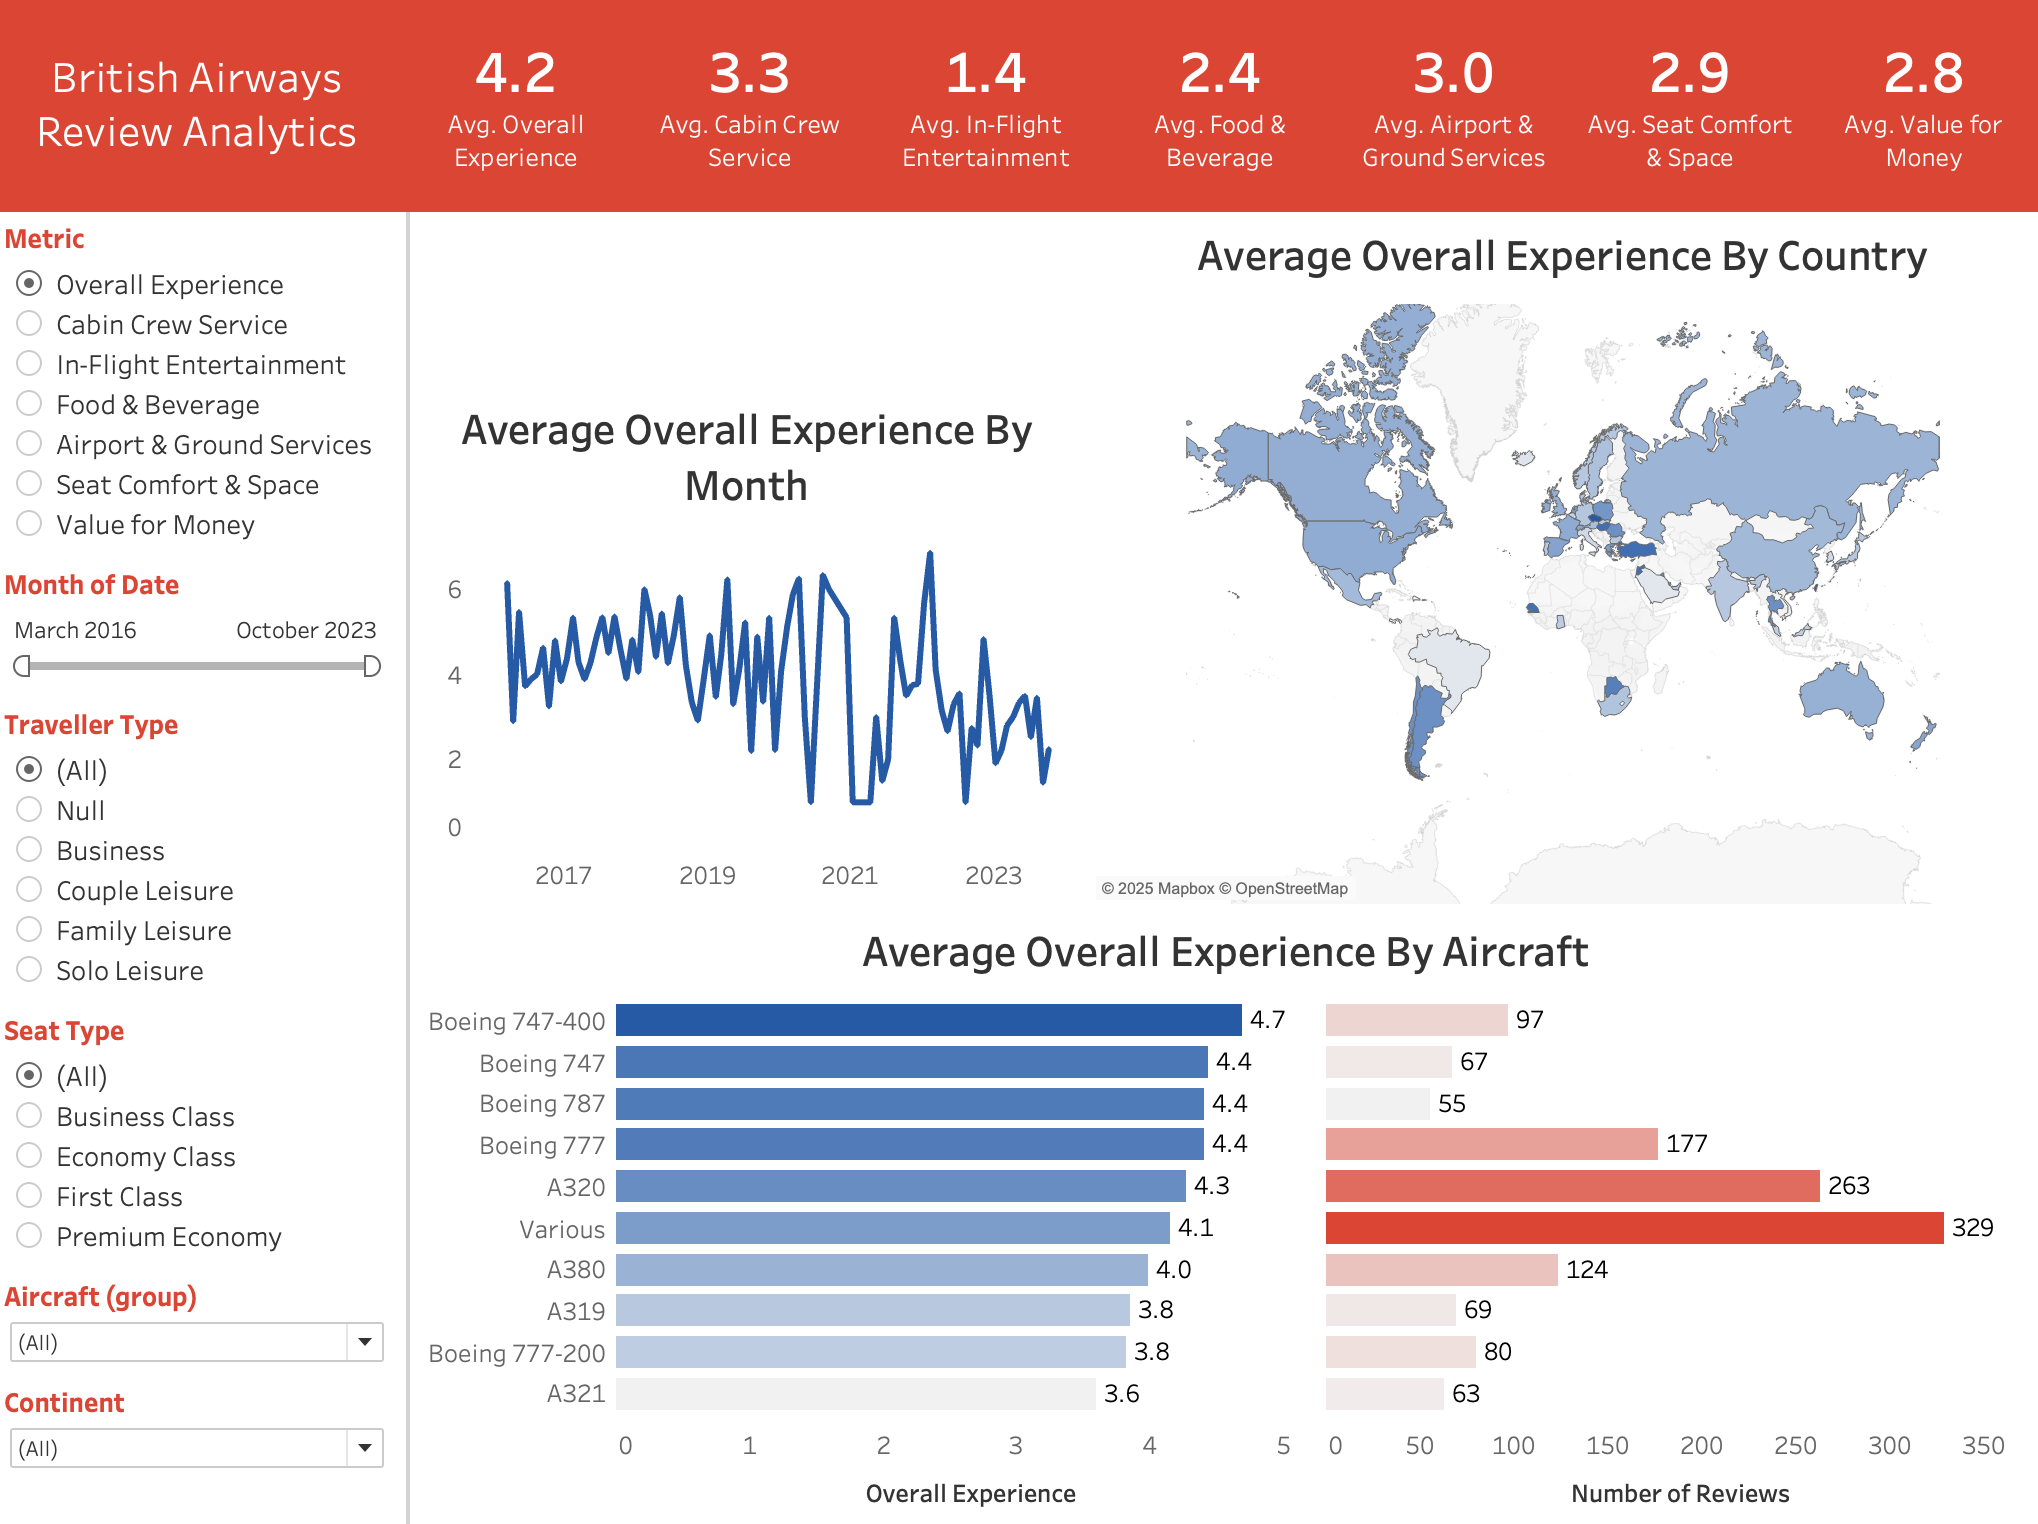 British Airways
Review Analytics
4.2
Avg. Overall
Experience
3.3
Avg. Cabin Crew
Service
1.4
Avg. In-Flight
Entertainment
2.4
Avg. Food &
Beverage
3.0
Avg. Airport &
Ground Services
2.9
Avg. Seat Comfort
& Space
2.8
Avg. Value for
Money
Metric
Overall Experience
Cabin Crew Service
In-Flight Entertainment
Food & Beverage
Airport & Ground Services
Seat Comfort & Space
Value for Money
Month of Date
March 2016 October 2023
Traveller Type
(All)
Null
Business
Couple Leisure
Family Leisure
Solo Leisure
Seat Type
(All)
Business Class
Economy Class
First Class
Premium Economy
Aircraft (group)
(All)
Continent
(All)
Average Overall Experience By
Month
6
4
2
0
2017 2019 2021 2023
Average Overall Experience By Country
© 2025 Mapbox © OpenStreetMap
Average Overall Experience By Aircraft
Boeing 747-400 4.7 97
Boeing 747 4.4 67
Boeing 787 4.4 55
Boeing 777 4.4 177
A320 4.3 263
Various 4.1 329
A380 4.0 124
A319 3.8 69
Boeing 777-200 3.8 80
A321 3.6 63
0 1 2 3 4 5 0 50 100 150 200 250 300 350
Overall Experience Number of Reviews